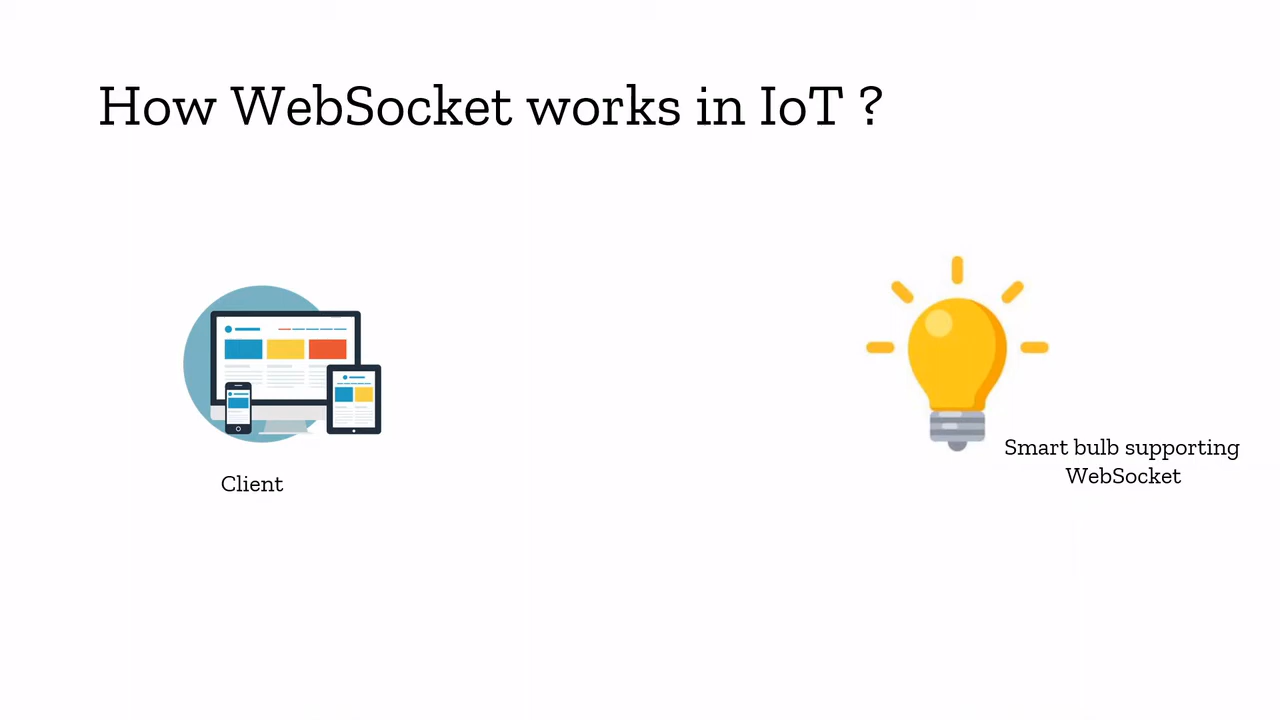 How WebSocket works in IoT ?
Client
Smart bulb supporting
WebSocket